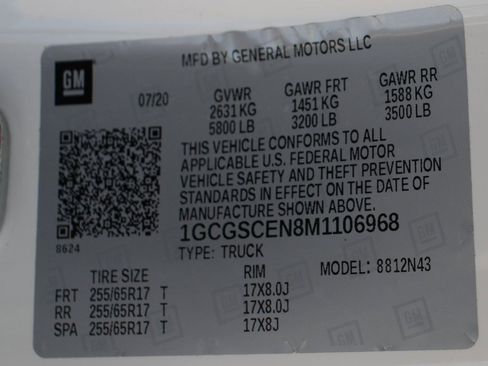 MFD BY GENERAL MOTORS LLC
GM
07/20 GVWR GAWR FRT GAWR RR
2631 KG 1451 KG 1588 KG
5800 LB 3200 LB 3500 LB
THIS VEHICLE CONFORMS TO ALL
APPLICABLE U.S. FEDERAL MOTOR
VEHICLE SAFETY AND THEFT PREVENTION
STANDARDS IN EFFECT ON THE DATE OF
MANUFACTURE SHOWN ABOVE.
8624
1GCGSCEN8M1106968
TYPE: TRUCK
TIRE SIZE RIM MODEL: 8812N43
FRT 255/65R17 T 17X8.0J
RR 255/65R17 T 17X8.0J
SPA 255/65R17 T 17X8J